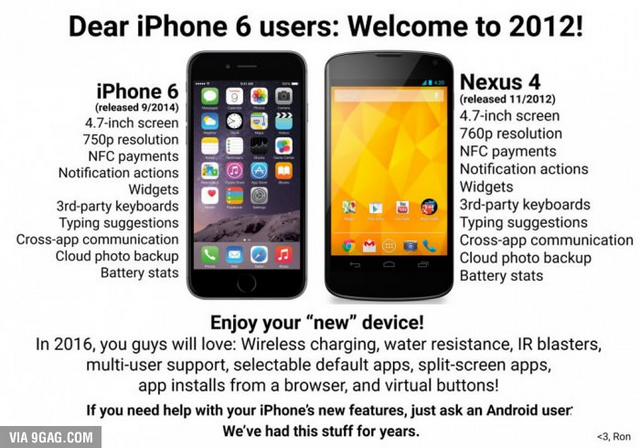 Dear iPhone 6 users: Welcome to 2012!
iPhone 6
(released 9/2014)
4.7-inch screen
750p resolution
NFC payments
Notification actions
Widgets
3rd-party keyboards
Typing suggestions
Cross-app communication
Cloud photo backup
Battery stats
Nexus 4
(released 11/2012)
4.7-inch screen
760p resolution
NFC payments
Notification actions
Widgets
3rd-party keyboards
Typing suggestions
Cross-app communication
Cloud photo backup
Battery stats
Enjoy your “new” device!
In 2016, you guys will love: Wireless charging, water resistance, IR blasters,
multi-user support, selectable default apps, split-screen apps,
app installs from a browser, and virtual buttons!
If you need help with your iPhone's new features, just ask an Android user.
We've had this stuff for years.
VIA 9GAG.COM
<3, Ron